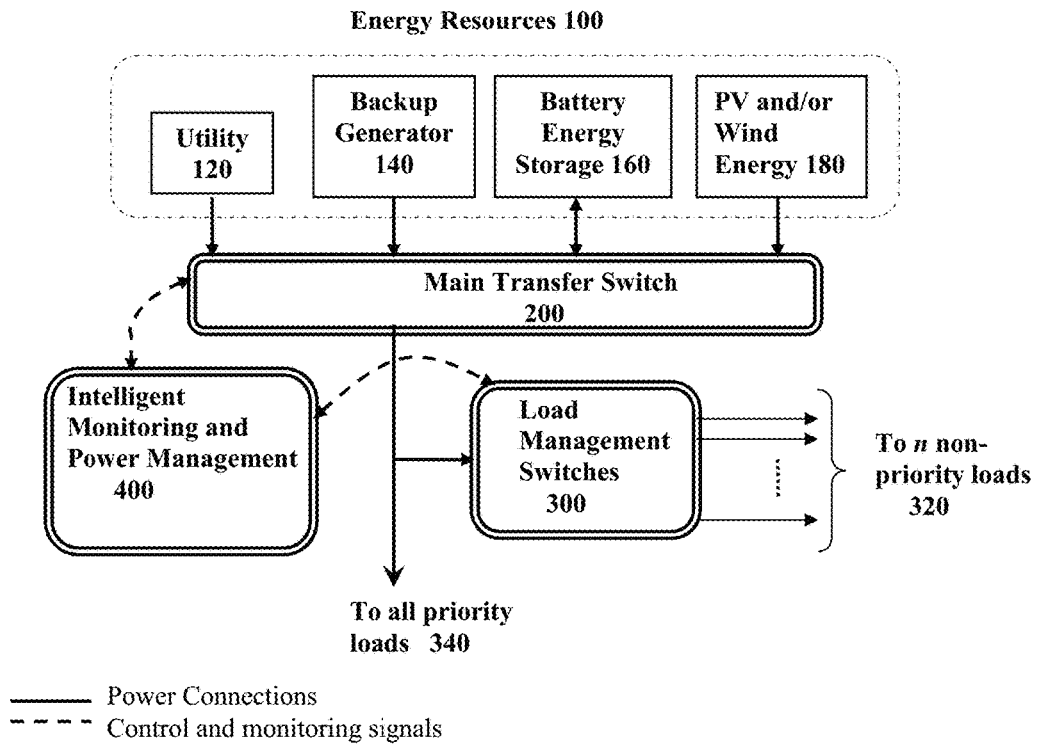 Energy Resources 100
Utility
120
Backup
Generator
140
Battery
Energy
Storage 160
PV and/or
Wind
Energy 180
Main Transfer Switch
200
Intelligent
Monitoring and
Power Management
400
Load
Management
Switches
300
To n non-
priority loads
320
To all priority
loads 340
Power Connections
Control and monitoring signals